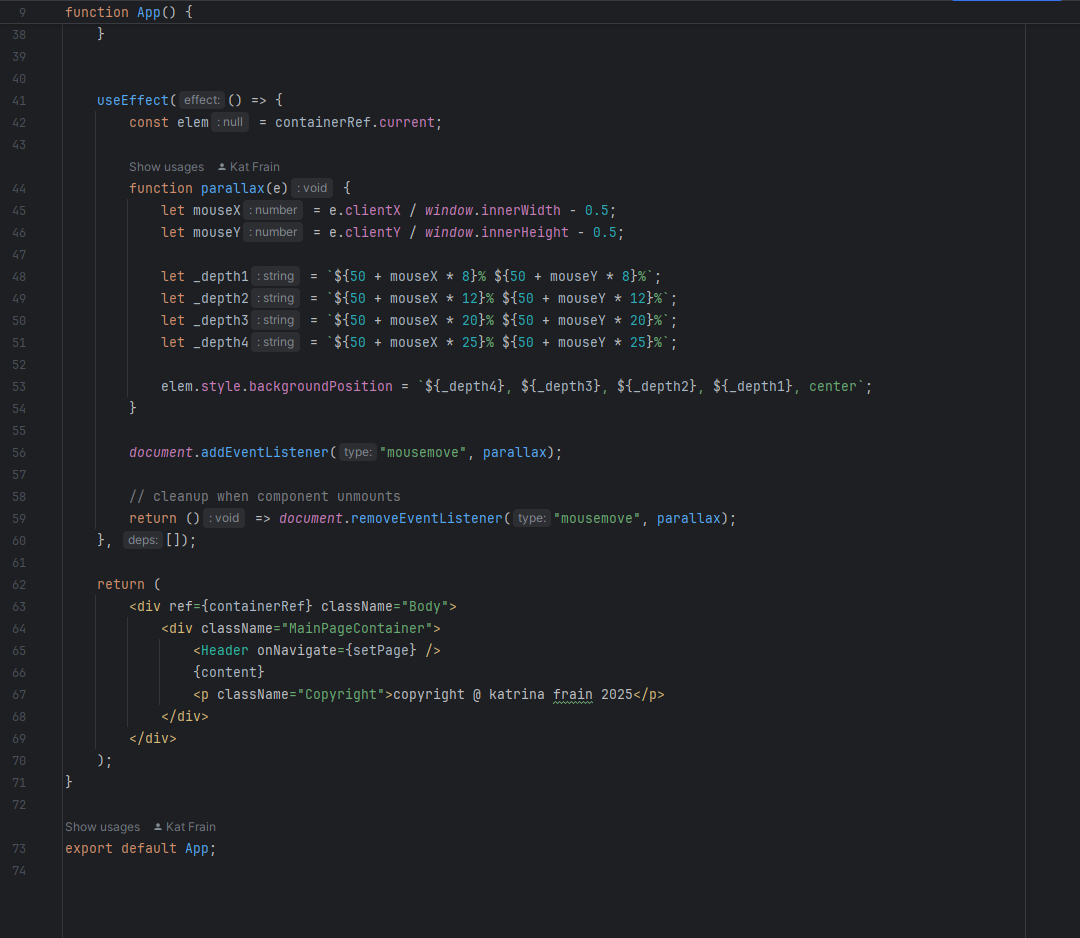 9 function App() {
38 }
39
40
41 useEffect( effect: () => {
42 const elem : null = containerRef.current;
43
Show usages Kat Frain
44 function parallax(e) : void {
45 let mouseX : number = e.clientX / window.innerWidth - 0.5;
46 let mouseY : number = e.clientY / window.innerHeight - 0.5;
47
48 let _depth1 : string = `${50 + mouseX * 8}% ${50 + mouseY * 8}%`;
49 let _depth2 : string = `${50 + mouseX * 12}% ${50 + mouseY * 12}%`;
50 let _depth3 : string = `${50 + mouseX * 20}% ${50 + mouseY * 20}%`;
51 let _depth4 : string = `${50 + mouseX * 25}% ${50 + mouseY * 25}%`;
52
53 elem.style.backgroundPosition = `${_depth4}, ${_depth3}, ${_depth2}, ${_depth1}, center`;
54 }
55
56 document.addEventListener( type: "mousemove", parallax);
57
58 // cleanup when component unmounts
59 return () : void => document.removeEventListener( type: "mousemove", parallax);
60 }, deps: []);
61
62 return (
63 <div ref={containerRef} className="Body">
64 <div className="MainPageContainer">
65 <Header onNavigate={setPage} />
66 {content}
67 <p className="Copyright">copyright @ katrina frain 2025</p>
68 </div>
69 </div>
70 );
71 }
72
Show usages Kat Frain
73 export default App;
74